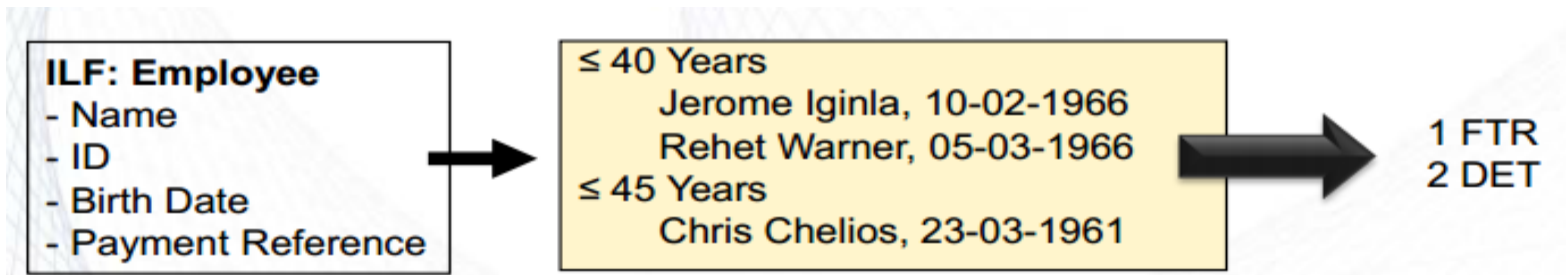 ILF: Employee
- Name
- ID
- Birth Date
- Payment Reference
≤ 40 Years
Jerome Iginla, 10-02-1966
Rehet Warner, 05-03-1966
≤ 45 Years
Chris Chelios, 23-03-1961
1 FTR
2 DET